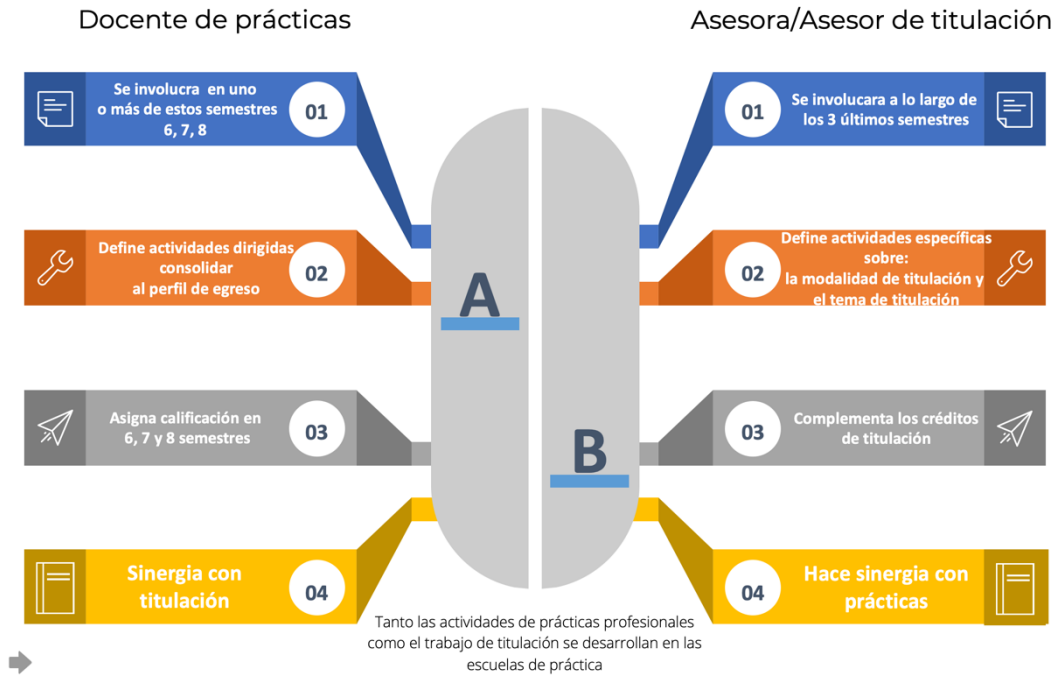 Docente de prácticas
Asesora/Asesor de titulación
Se involucra en uno
o más de estos semestres
6, 7, 8
01
Define actividades dirigidas
consolidar
al perfil de egreso
02
Asigna calificación en
6, 7 y 8 semestres
03
Sinergia con
titulación
04
A
B
01
Se involucara a lo largo de
los 3 últimos semestres
02
Define actividades específicas
sobre:
la modalidad de titulación y
el tema de titulación
03
Complementa los créditos
de titulación
04
Hace sinergia con
prácticas
Tanto las actividades de prácticas profesionales
como el trabajo de titulación se desarrollan en las
escuelas de práctica